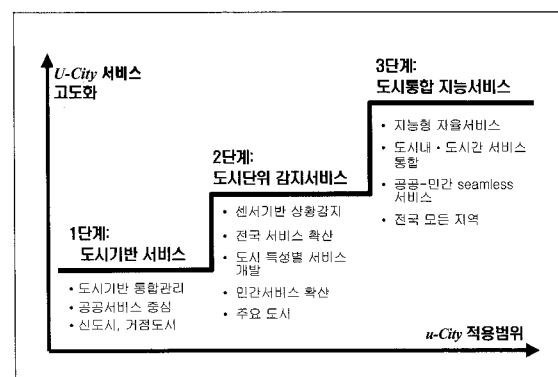 U-City 서비스
고도화
3단계:
도시통합 지능서비스
• 지능형 자율서비스
• 도시내・도시간 서비스
통합
• 공공-민간 seamless
서비스
• 전국 모든 지역
2단계:
도시단위 감지서비스
• 센서기반 상황감지
• 전국 서비스 확산
• 도시 특성별 서비스
개발
• 민간서비스 확산
• 주요 도시
1단계:
도시기반 서비스
• 도시기반 통합관리
• 공공서비스 중심
• 신도시, 거점도시
u-City 적용범위